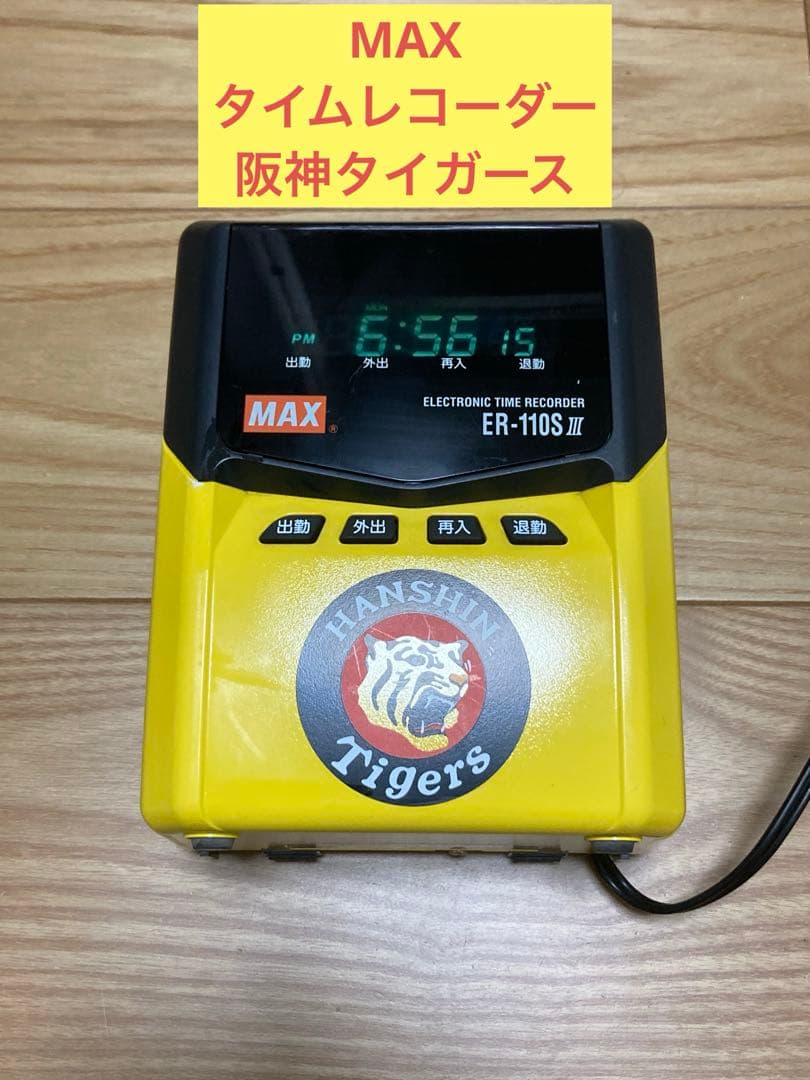 MAX
タイムレコーダー
阪神タイガース
MON
PM 6:56 15
出勤 外出 再入 退勤
MAX®
ELECTRONIC TIME RECORDER
ER-110S III
出勤 外出 再入 退勤
HANSHIN
Tigers